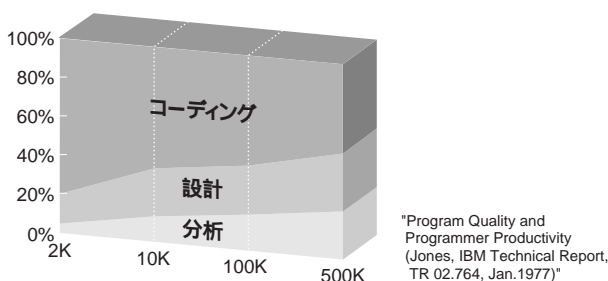 100%
80%
60%
40%
20%
0%
コーディング
設計
分析
2K
10K
100K
500K
"Program Quality and
Programmer Productivity
(Jones, IBM Technical Report,
TR 02.764, Jan.1977)"